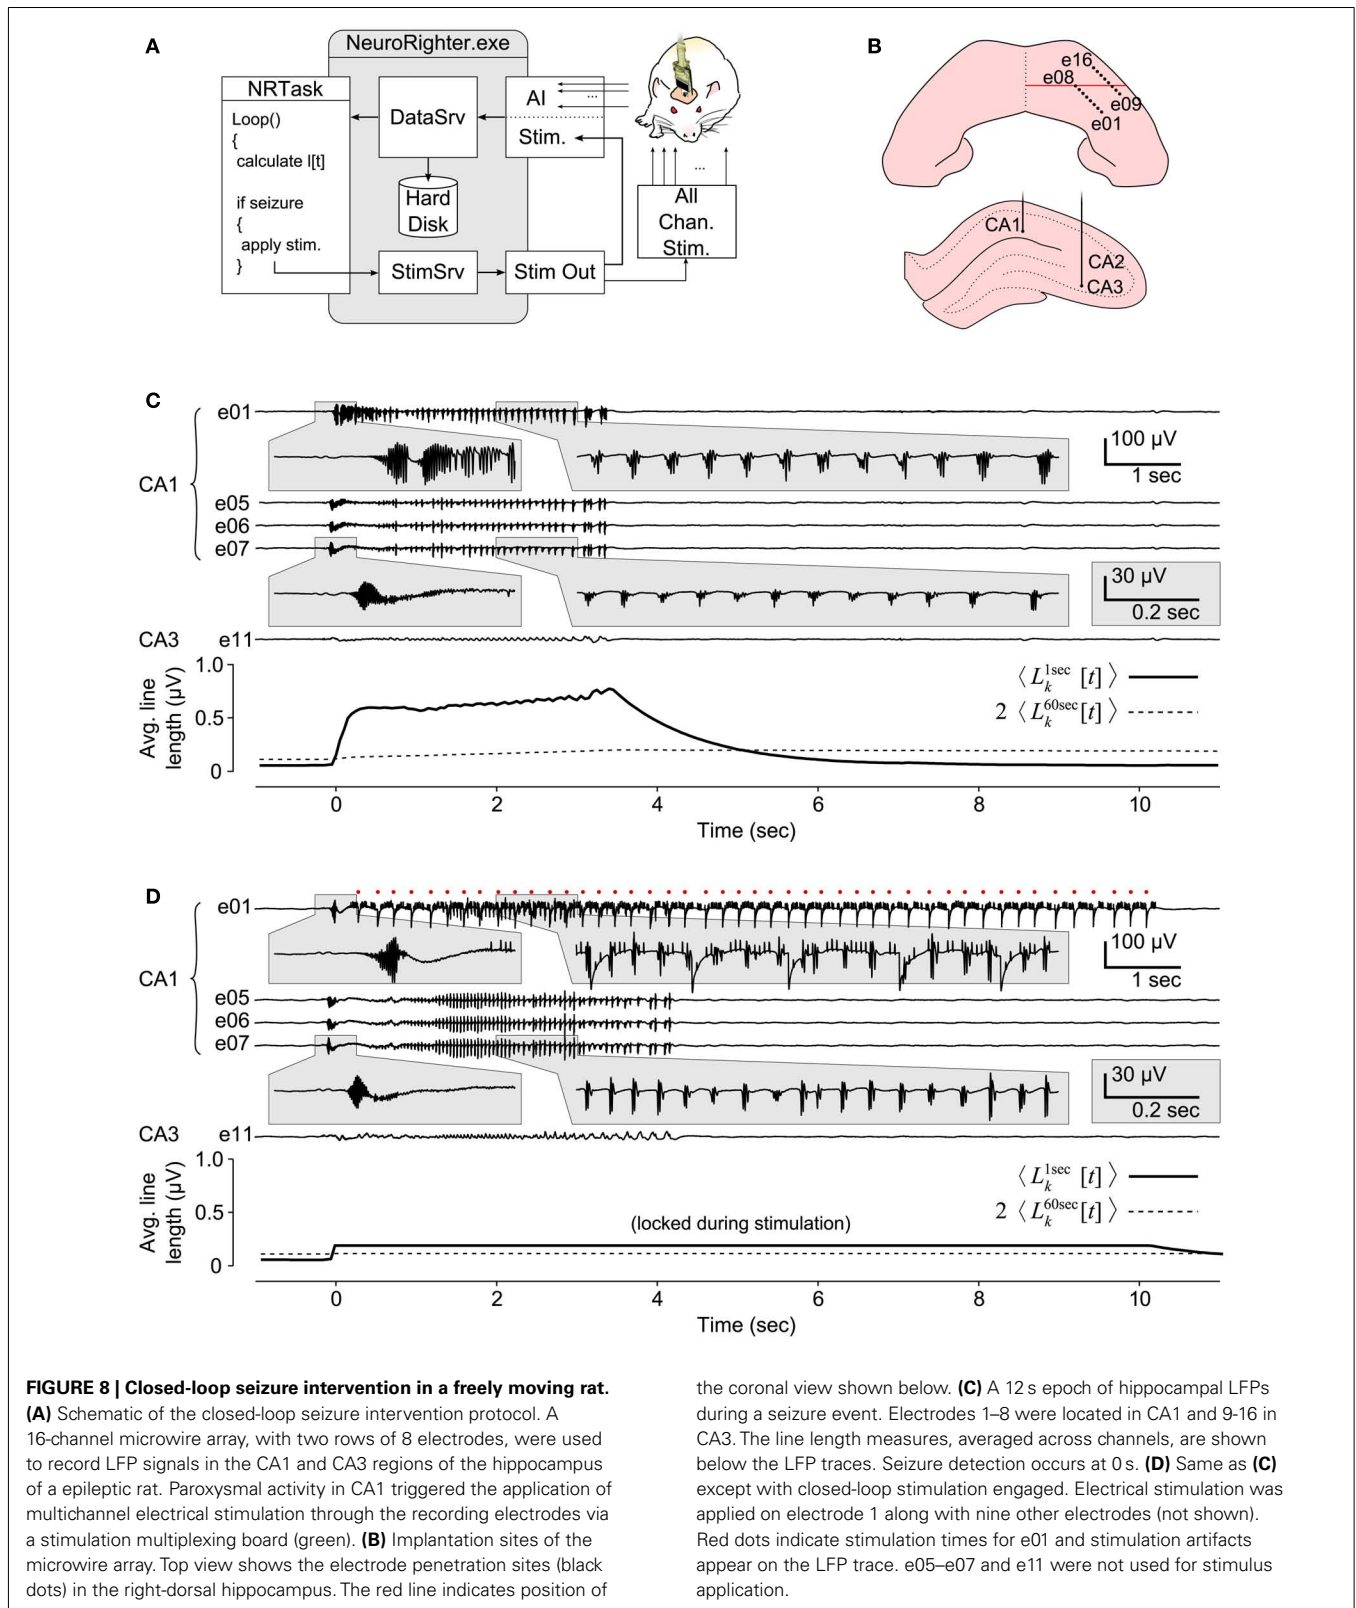 A
NeuroRighter.exe
NRTask
Loop()
{
calculate l[t]
if seizure
{
apply stim.
}
DataSrv
Hard
Disk
StimSrv
AI
...
Stim.
Stim Out
...
All
Chan.
Stim.
B
e16
e08
e09
e01
CA1
CA2
CA3
C
e01
100 µV
1 sec
CA1
e05
e06
e07
30 µV
0.2 sec
CA3 e11
Avg. line
length (µV)
1.0
0.5
0
⟨ L_k^1sec [t] ⟩
2 ⟨ L_k^60sec [t] ⟩
0 2 4 6 8 10
Time (sec)
D
e01
100 µV
1 sec
CA1
e05
e06
e07
30 µV
0.2 sec
CA3 e11
Avg. line
length (µV)
1.0
0.5
0
⟨ L_k^1sec [t] ⟩
2 ⟨ L_k^60sec [t] ⟩
(locked during stimulation)
0 2 4 6 8 10
Time (sec)
FIGURE 8 | Closed-loop seizure intervention in a freely moving rat.
(A) Schematic of the closed-loop seizure intervention protocol. A
16-channel microwire array, with two rows of 8 electrodes, were used
to record LFP signals in the CA1 and CA3 regions of the hippocampus
of a epileptic rat. Paroxysmal activity in CA1 triggered the application of
multichannel electrical stimulation through the recording electrodes via
a stimulation multiplexing board (green). (B) Implantation sites of the
microwire array. Top view shows the electrode penetration sites (black
dots) in the right-dorsal hippocampus. The red line indicates position of
the coronal view shown below. (C) A 12 s epoch of hippocampal LFPs
during a seizure event. Electrodes 1–8 were located in CA1 and 9-16 in
CA3. The line length measures, averaged across channels, are shown
below the LFP traces. Seizure detection occurs at 0 s. (D) Same as (C)
except with closed-loop stimulation engaged. Electrical stimulation was
applied on electrode 1 along with nine other electrodes (not shown).
Red dots indicate stimulation times for e01 and stimulation artifacts
appear on the LFP trace. e05–e07 and e11 were not used for stimulus
application.